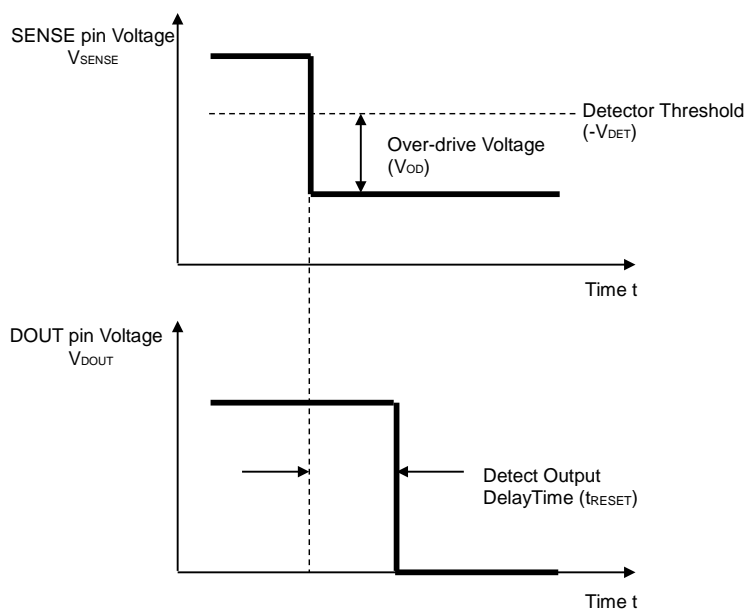 SENSE pin Voltage
VSENSE
Detector Threshold
(-VDET)
Over-drive Voltage
(VOD)
Time t
DOUT pin Voltage
VDOUT
Detect Output
DelayTime (tRESET)
Time t